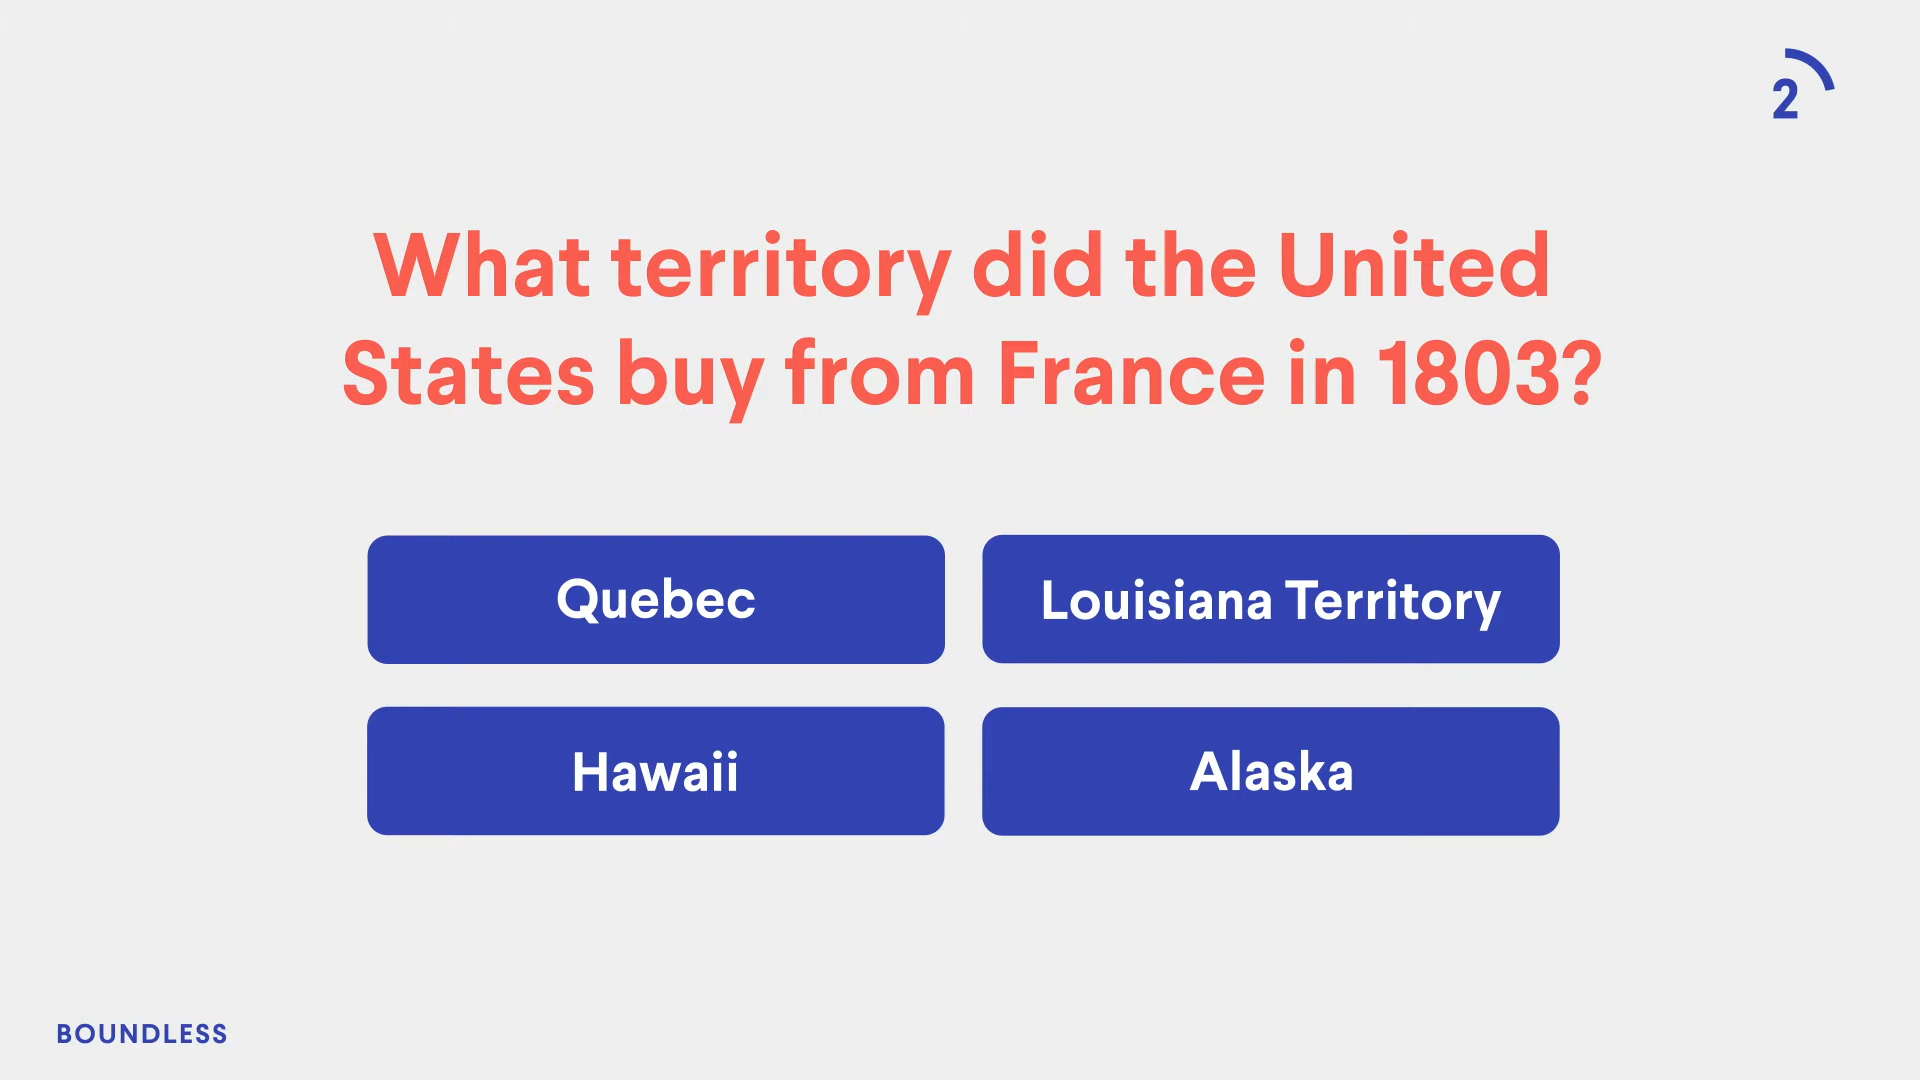 2
What territory did the United
States buy from France in 1803?
Quebec
Louisiana Territory
Hawaii
Alaska
BOUNDLESS